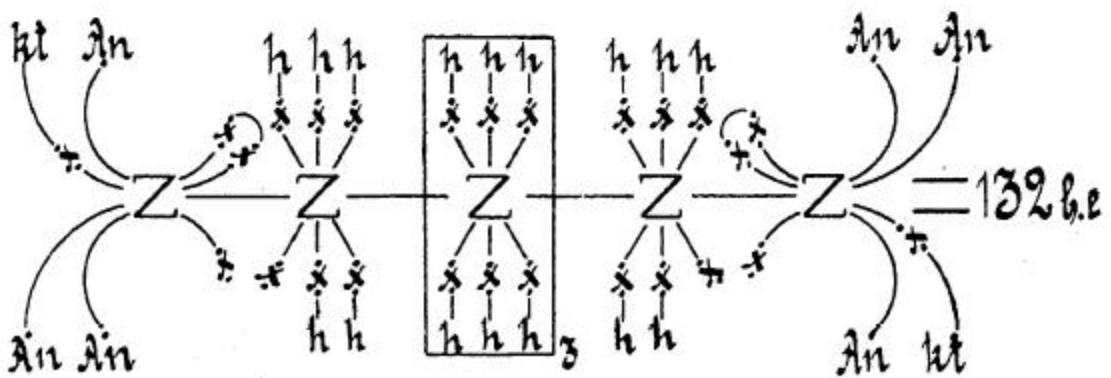 kt An h h h h h h h h h An An
Z Z Z Z Z = 132 b.e
h h h h h h h 3
An An An kt